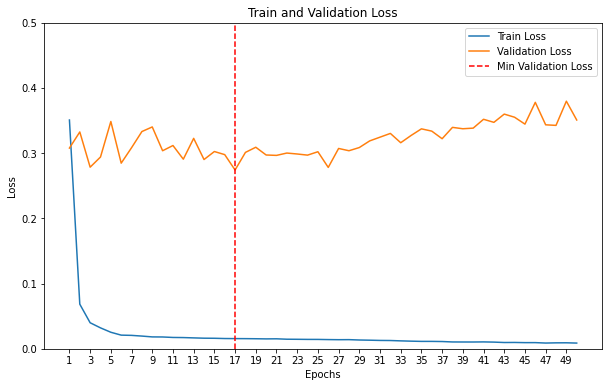 Train and Validation Loss
Train Loss
Validation Loss
Min Validation Loss
0.5
0.4
0.3
0.2
0.1
0.0
Loss
1 3 5 7 9 11 13 15 17 19 21 23 25 27 29 31 33 35 37 39 41 43 45 47 49
Epochs